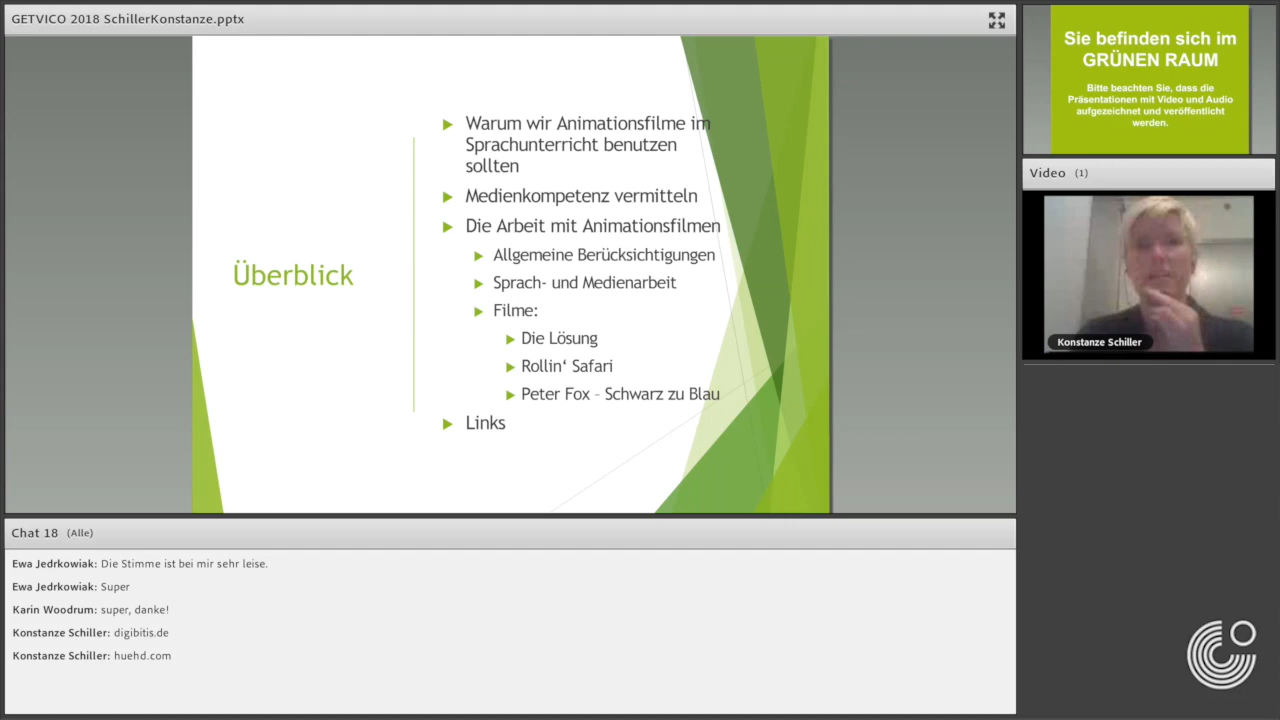 GETVICO 2018 SchillerKonstanze.pptx
Überblick
Warum wir Animationsfilme im
Sprachunterricht benutzen
sollten
Medienkompetenz vermitteln
Die Arbeit mit Animationsfilmen
Allgemeine Berücksichtigungen
Sprach- und Medienarbeit
Filme:
Die Lösung
Rollin‘ Safari
Peter Fox – Schwarz zu Blau
Links
Sie befinden sich im
GRÜNEN RAUM
Bitte beachten Sie, dass die
Präsentationen mit Video und Audio
aufgezeichnet und veröffentlicht
werden.
Video (1)
Konstanze Schiller
Chat 18 (Alle)
Ewa Jedrkowiak: Die Stimme ist bei mir sehr leise.
Ewa Jedrkowiak: Super
Karin Woodrum: super, danke!
Konstanze Schiller: digibitis.de
Konstanze Schiller: huehd.com